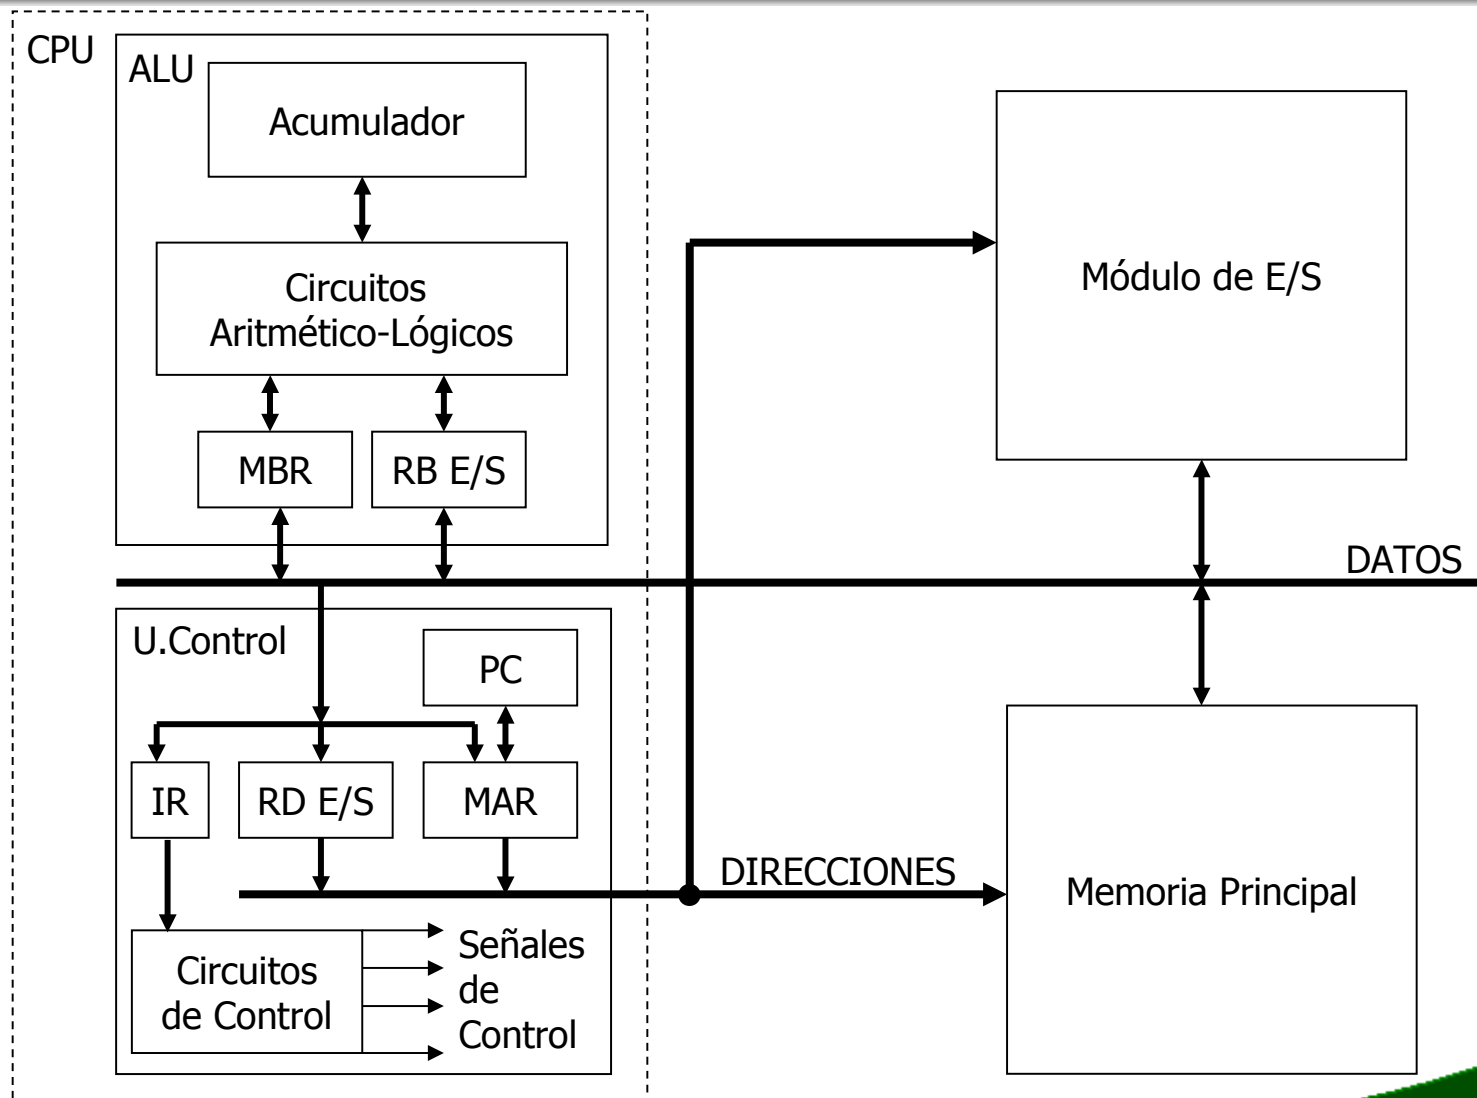 CPU
ALU
Acumulador
Circuitos
Aritmético-Lógicos
MBR
RB E/S
Módulo de E/S
DATOS
U.Control
PC
IR
RD E/S
MAR
DIRECCIONES
Memoria Principal
Circuitos
de Control
Señales
de
Control